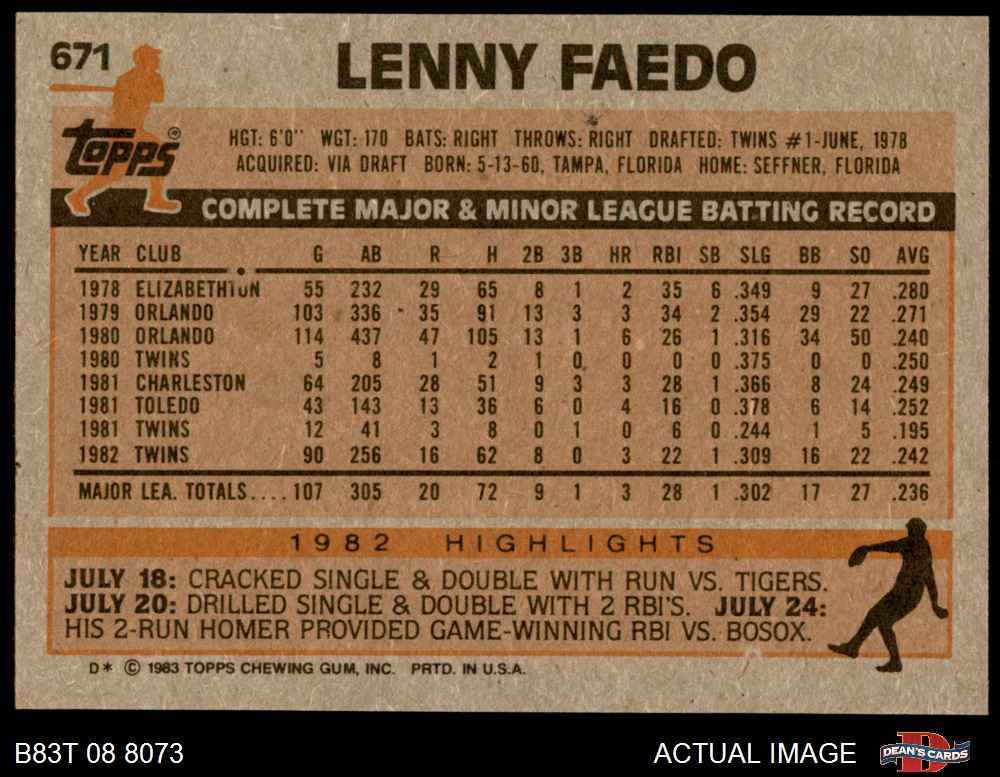 671
LENNY FAEDO
Topps®
HGT: 6'0" WGT: 170 BATS: RIGHT THROWS: RIGHT DRAFTED: TWINS #1-JUNE, 1978
ACQUIRED: VIA DRAFT BORN: 5-13-60, TAMPA, FLORIDA HOME: SEFFNER, FLORIDA
COMPLETE MAJOR & MINOR LEAGUE BATTING RECORD
YEAR CLUB G AB R H 2B 3B HR RBI SB SLG BB SO AVG
1978 ELIZABETHTON 55 232 29 65 8 1 2 35 6 .349 9 27 .280
1979 ORLANDO 103 336 35 91 13 3 3 34 2 .354 29 22 .271
1980 ORLANDO 114 437 47 105 13 1 6 26 1 .316 34 50 .240
1980 TWINS 5 8 1 2 1 0 0 0 0 .375 0 0 .250
1981 CHARLESTON 64 205 28 51 9 3 3 28 1 .366 8 24 .249
1981 TOLEDO 43 143 13 36 6 0 4 16 0 .378 6 14 .252
1981 TWINS 12 41 3 8 0 1 0 6 0 .244 1 5 .195
1982 TWINS 90 256 16 62 8 0 3 22 1 .309 16 22 .242
MAJOR LEA. TOTALS.... 107 305 20 72 9 1 3 28 1 .302 17 27 .236
1982 HIGHLIGHTS
JULY 18: CRACKED SINGLE & DOUBLE WITH RUN VS. TIGERS.
JULY 20: DRILLED SINGLE & DOUBLE WITH 2 RBI'S. JULY 24:
HIS 2-RUN HOMER PROVIDED GAME-WINNING RBI VS. BOSOX.
D* © 1983 TOPPS CHEWING GUM, INC. PRTD. IN U.S.A.
B83T 08 8073 ACTUAL IMAGE DEAN'S CARDS